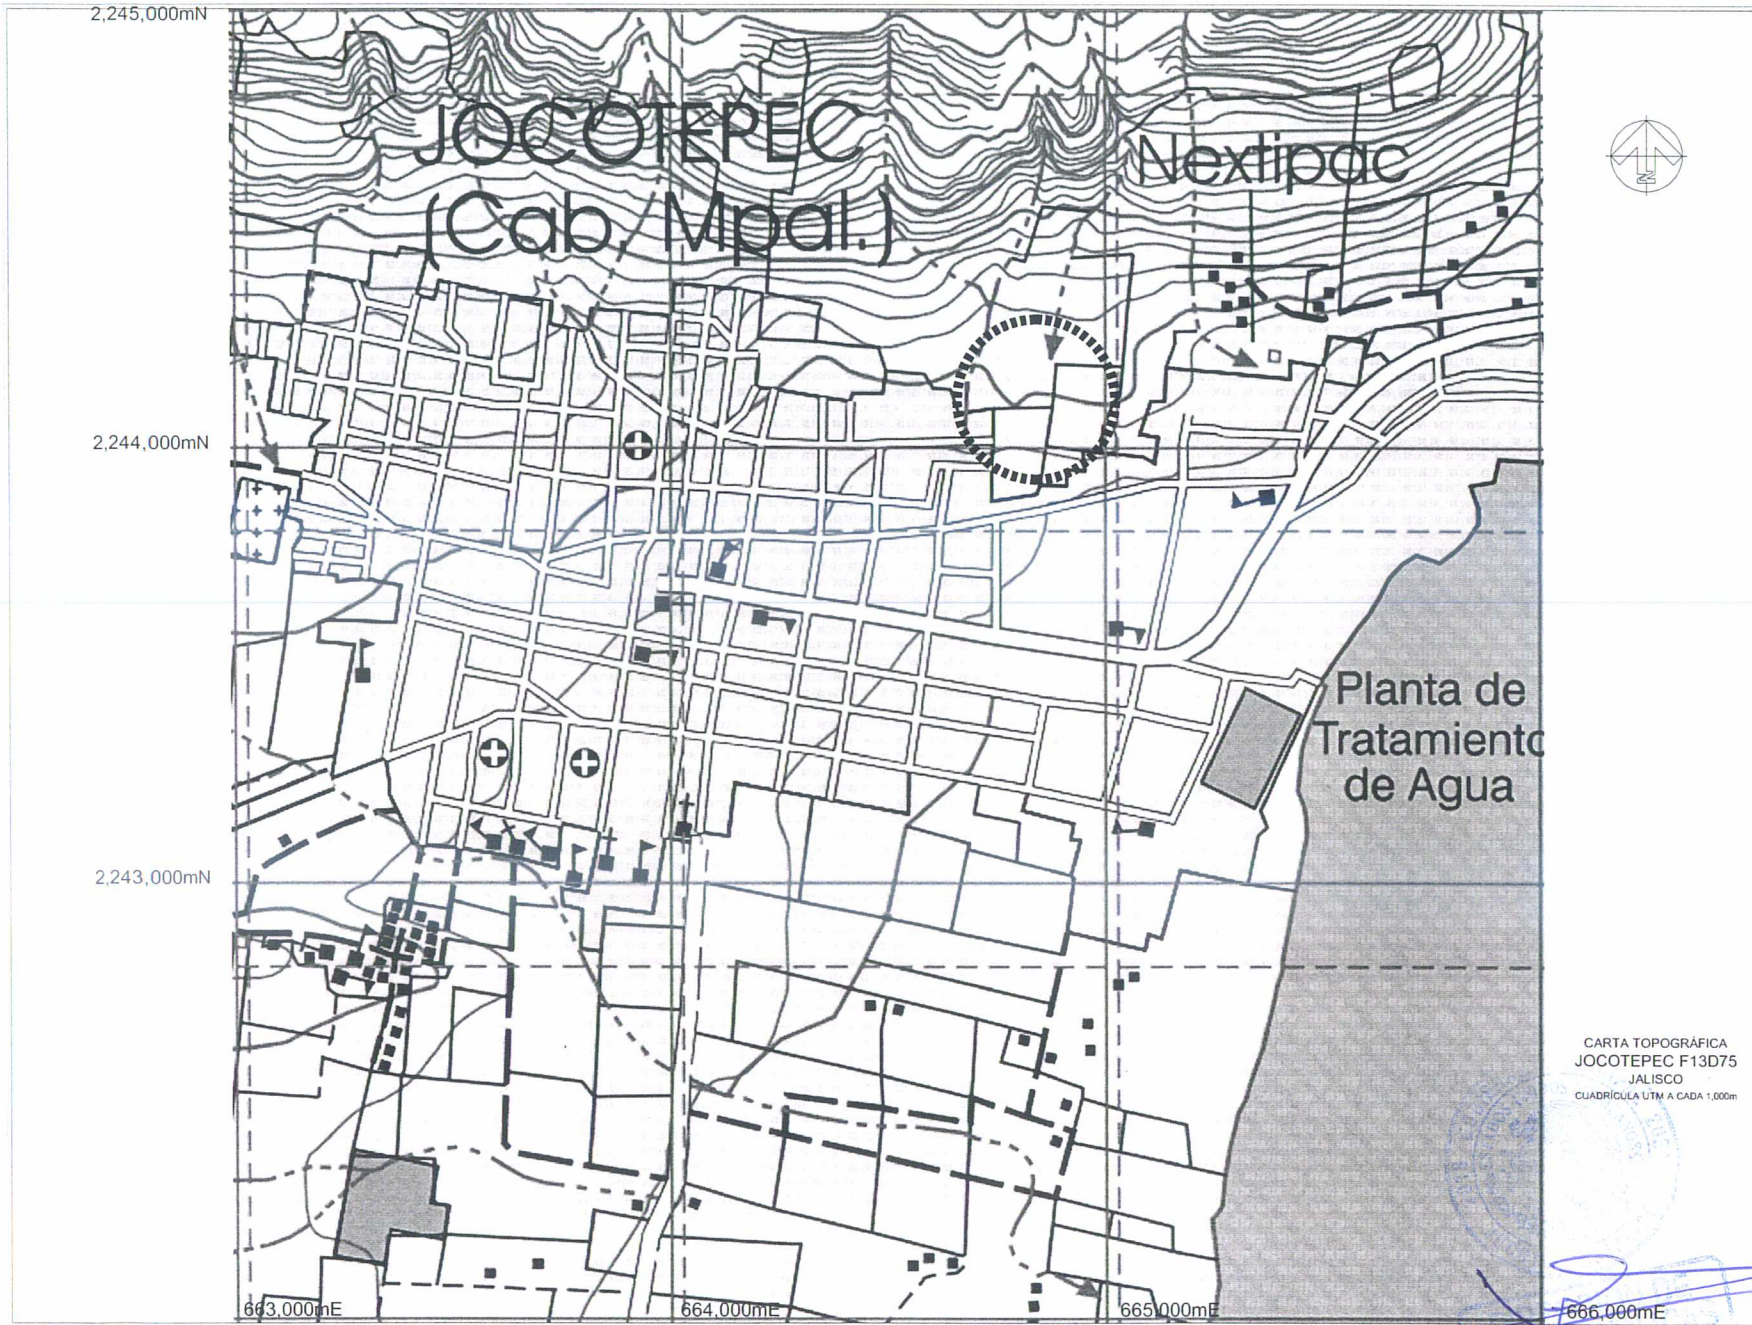 2,245,000mN
JOCOTEPEC
(Cab. Mpal.)
Nextipac
N
2,244,000mN
Planta de
Tratamiento
de Agua
2,243,000mN
CARTA TOPOGRÁFICA
JOCOTEPEC F13D75
JALISCO
CUADRÍCULA UTM A CADA 1,000m
663,000mE
664,000mE
665,000mE
666,000mE